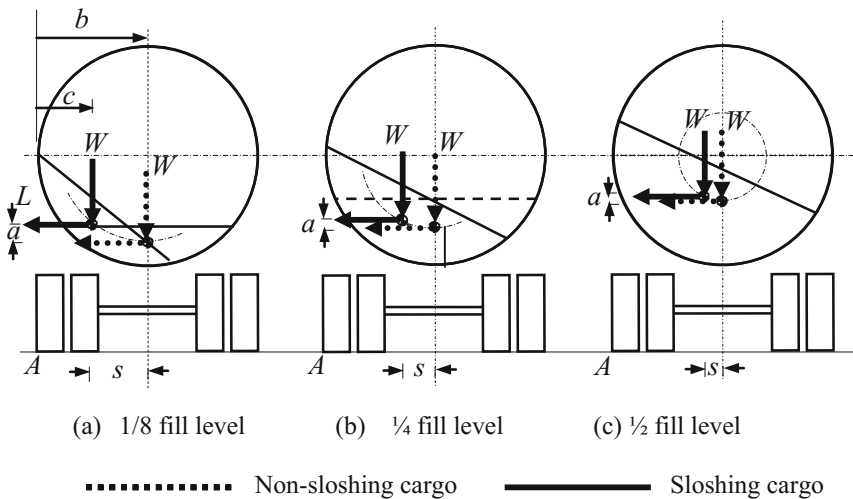 b
c
W
W
W
W
W
W
L
a
a
a
A
s
A
s
A
s
(a) 1/8 fill level
(b) ¼ fill level
(c) ½ fill level
Non-sloshing cargo
Sloshing cargo